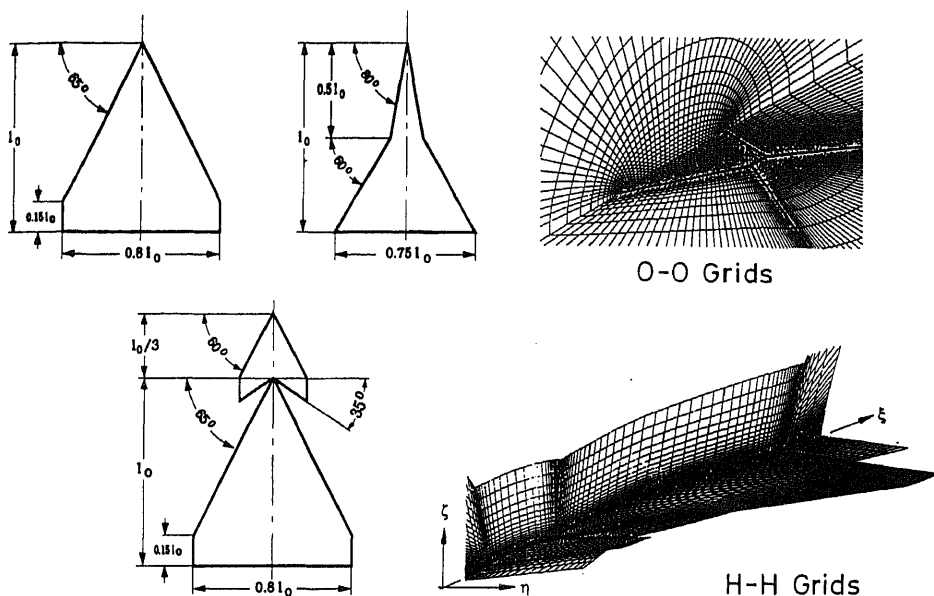 65°
l₀
0.15l₀
0.8l₀
80°
0.5l₀
l₀
60°
0.75l₀
O-O Grids
l₀/3
60°
65°
35°
l₀
0.15l₀
0.8l₀
ξ
ζ
η
H-H Grids